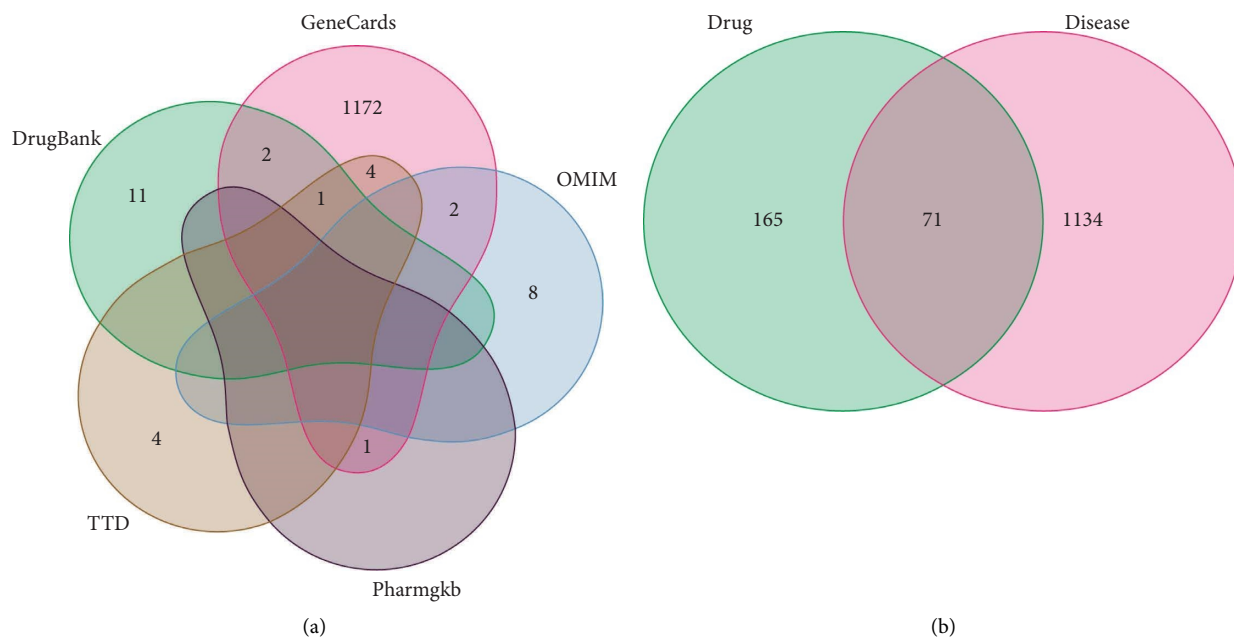 GeneCards
DrugBank
OMIM
TTD
Pharmgkb
1172
2
4
1
11
2
8
4
1
(a)
Drug
Disease
165
71
1134
(b)